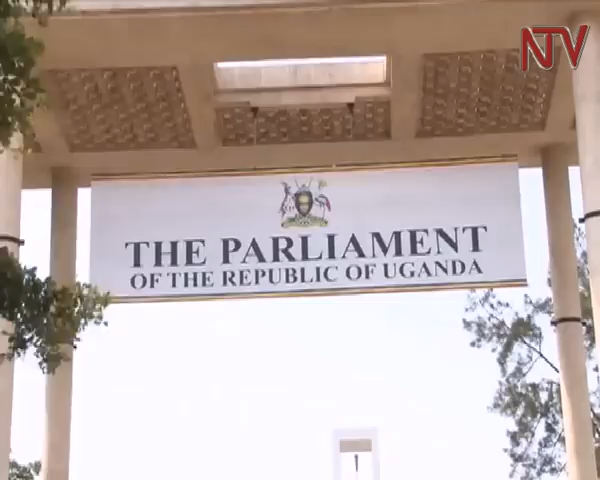 NTV
THE PARLIAMENT
OF THE REPUBLIC OF UGANDA